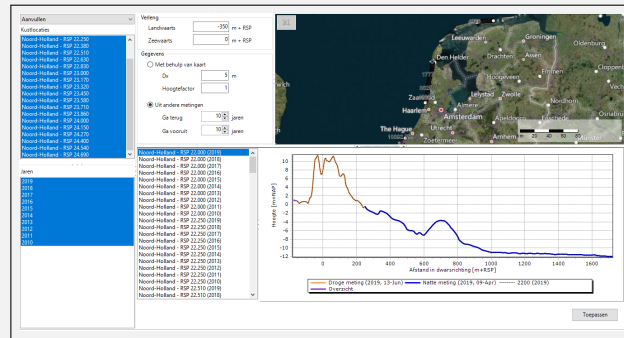 Aanvullen
Kustlocaties
Noord-Holland - RSP 22.250
Noord-Holland - RSP 22.380
Noord-Holland - RSP 22.510
Noord-Holland - RSP 22.630
Noord-Holland - RSP 22.830
Noord-Holland - RSP 23.000
Noord-Holland - RSP 23.170
Noord-Holland - RSP 23.320
Noord-Holland - RSP 23.450
Noord-Holland - RSP 23.580
Noord-Holland - RSP 23.710
Noord-Holland - RSP 23.860
Noord-Holland - RSP 24.000
Noord-Holland - RSP 24.150
Noord-Holland - RSP 24.270
Noord-Holland - RSP 24.400
Noord-Holland - RSP 24.540
Noord-Holland - RSP 24.690
Jaren
2019
2018
2017
2016
2015
2014
2013
2012
2011
2010
Verleng
Landwaarts -350 m + RSP
Zeewaarts 0 m + RSP
Gegevens
Met behulp van kaart
Dx 5 m
Hoogtefactor 1
Uit andere metingen
Ga terug 10 jaren
Ga vooruit 10 jaren
Noord-Holland - RSP 22.000 (2019)
Noord-Holland - RSP 22.000 (2018)
Noord-Holland - RSP 22.000 (2017)
Noord-Holland - RSP 22.000 (2016)
Noord-Holland - RSP 22.000 (2015)
Noord-Holland - RSP 22.000 (2014)
Noord-Holland - RSP 22.000 (2013)
Noord-Holland - RSP 22.000 (2012)
Noord-Holland - RSP 22.000 (2011)
Noord-Holland - RSP 22.000 (2010)
Noord-Holland - RSP 22.250 (2019)
Noord-Holland - RSP 22.250 (2018)
Noord-Holland - RSP 22.250 (2017)
Noord-Holland - RSP 22.250 (2016)
Noord-Holland - RSP 22.250 (2015)
Noord-Holland - RSP 22.250 (2014)
Noord-Holland - RSP 22.250 (2013)
Noord-Holland - RSP 22.250 (2012)
Noord-Holland - RSP 22.250 (2011)
Noord-Holland - RSP 22.250 (2010)
Noord-Holland - RSP 22.510 (2019)
Noord-Holland - RSP 22.510 (2018)
Leeuwarden
Groningen
Oldenburg
Den Helder
Drachten
Assen
Hoogeveen
Emmen
Lelystad
Zwolle
Haarlem
Almere
Nordhorn
Amsterdam
Apeldoorn
Enschede
The Hague
Utrecht
Zoetermeer
Arnhem
Münster
Hoogte [m+NAP]
10
8
6
4
2
0
-2
-4
-6
-8
-10
-12
0 200 400 600 800 1000 1200 1400 1600
Afstand in dwarsrichting [m+RSP]
Droge meting (2019, 13-Jun) Natte meting (2019, 09-Apr) 2200 (2019)
Overzicht
Toepassen